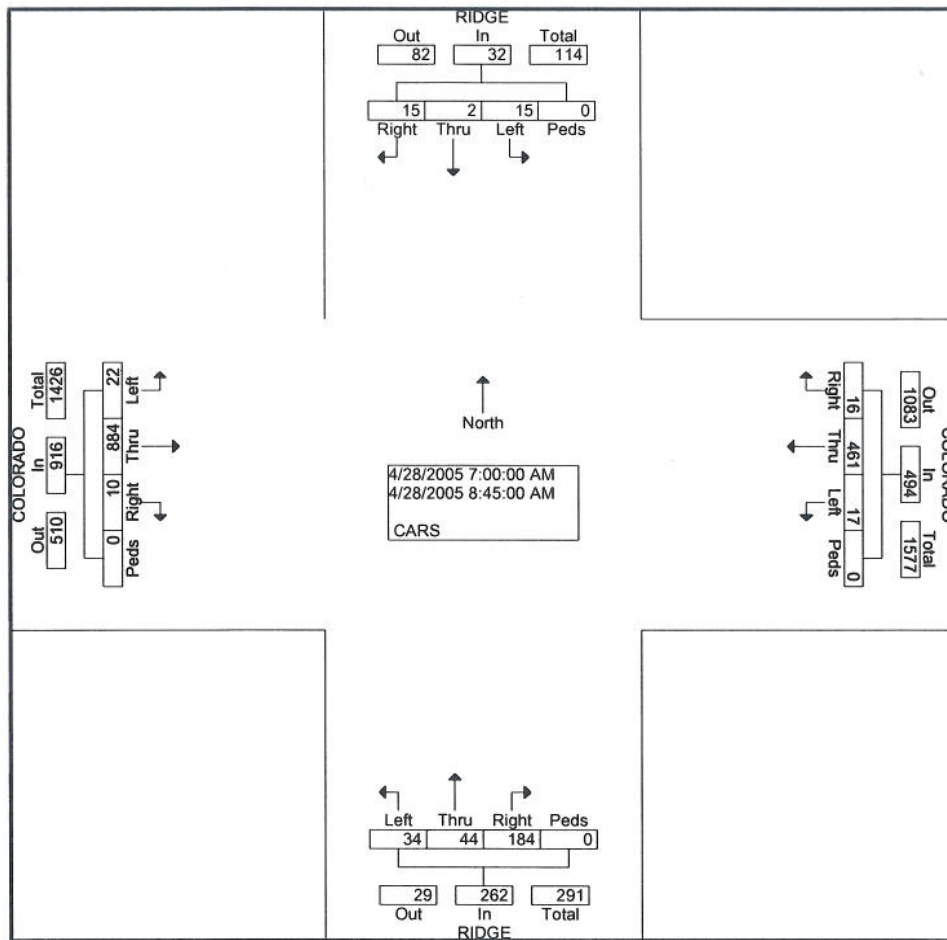 RIDGE
Out In Total
82 32 114
15 2 15 0
Right Thru Left Peds
COLORADO
Total In Out
1426 916 510
22 884 10 0
Left Thru Right Peds
North
4/28/2005 7:00:00 AM
4/28/2005 8:45:00 AM
CARS
Right Thru Left Peds
16 461 17 0
Out In Total
1083 494 1577
COLORADO
Left Thru Right Peds
34 44 184 0
29 262 291
Out In Total
RIDGE